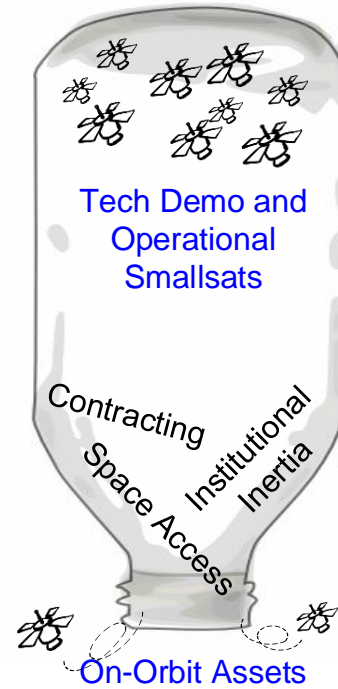 Tech Demo and
Operational
Smallsats
Contracting
Space Access
Institutional
Inertia
On-Orbit Assets